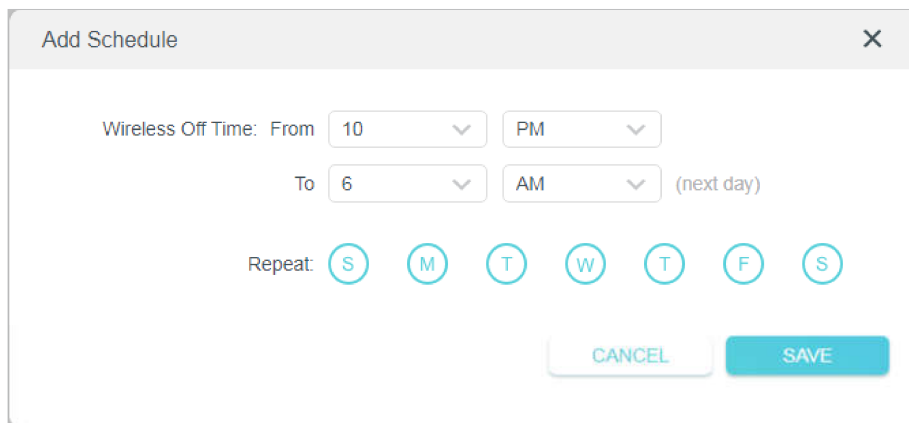 Add Schedule
Wireless Off Time: From 10 PM
To 6 AM (next day)
Repeat: S M T W T F S
CANCEL SAVE